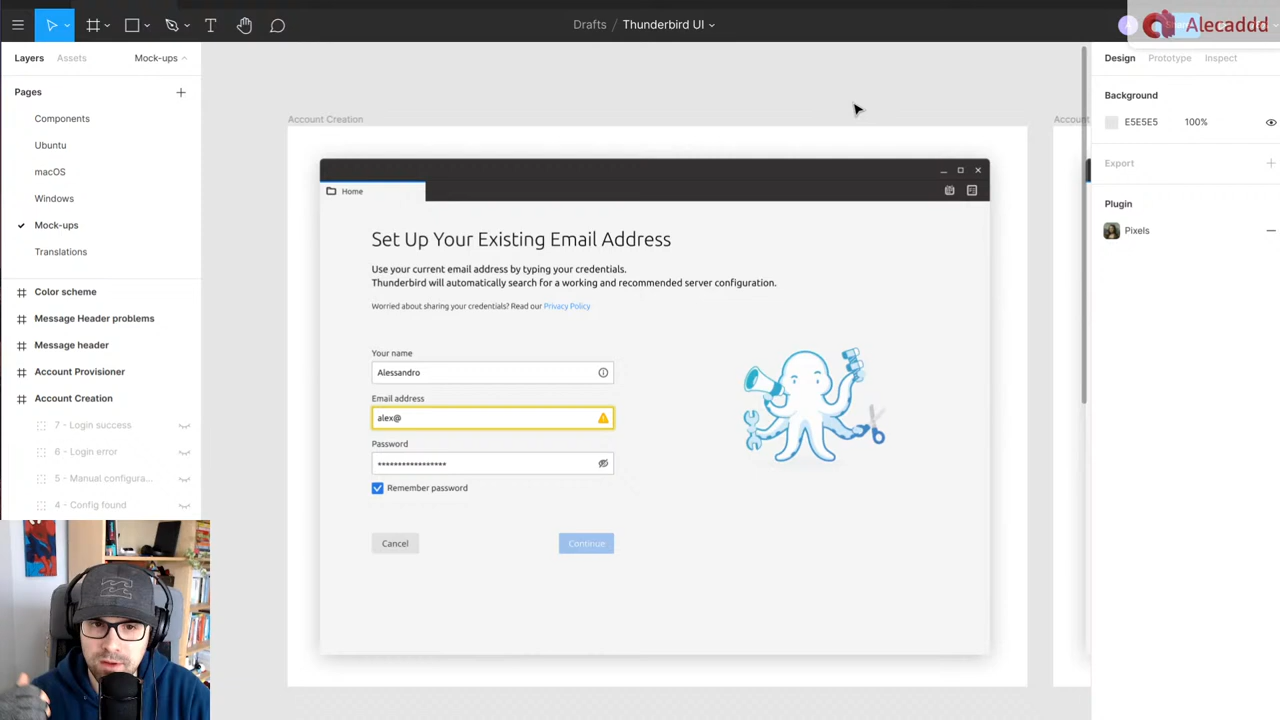 Drafts / Thunderbird UI
Alecaddd
Layers Assets Mock-ups
Design Prototype Inspect
Pages
Components
Ubuntu
macOS
Windows
Mock-ups
Translations
Color scheme
Message Header problems
Message header
Account Provisioner
Account Creation
7 - Login success
6 - Login error
5 - Manual configura...
4 - Config found
Account Creation
Account
Home
Set Up Your Existing Email Address
Use your current email address by typing your credentials.
Thunderbird will automatically search for a working and recommended server configuration.
Worried about sharing your credentials? Read our Privacy Policy
Your name
Alessandro
Email address
alex@
Password
*****************
Remember password
Cancel
Continue
Background
E5E5E5 100%
Export
Plugin
Pixels